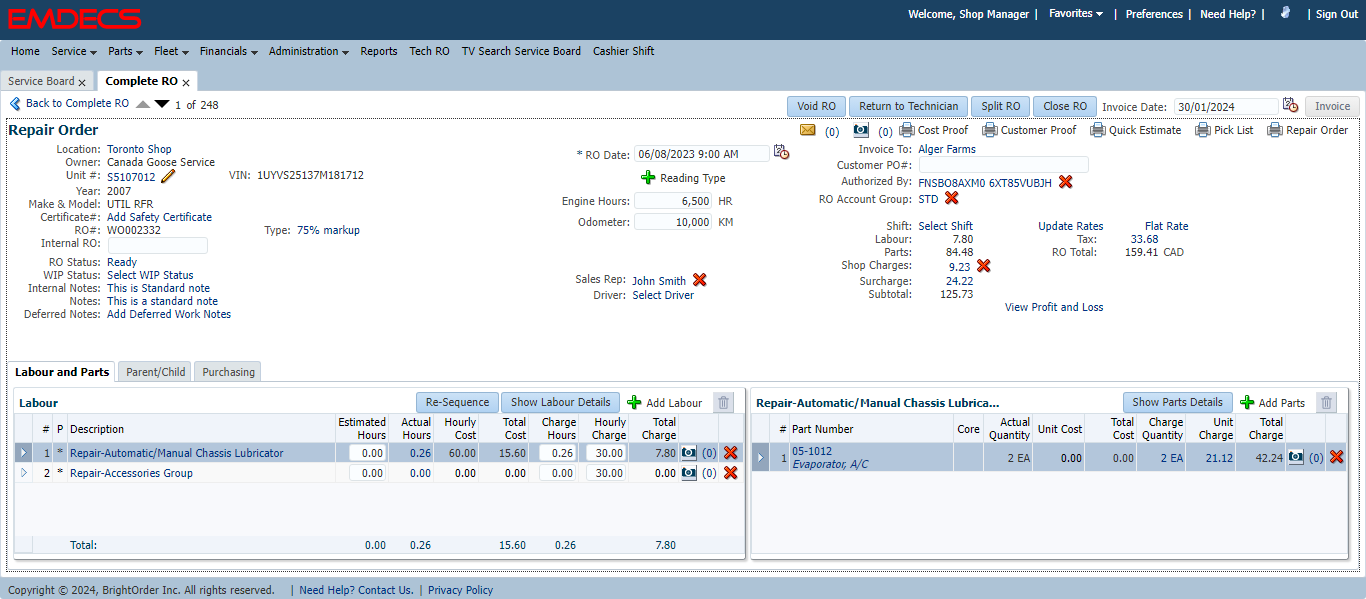 EMDECS
Welcome, Shop Manager | Favorites | Preferences | Need Help? | | Sign Out
Home Service Parts Fleet Financials Administration Reports Tech RO TV Search Service Board Cashier Shift
Service Board x Complete RO x
Back to Complete RO 1 of 248 Void RO Return to Technician Split RO Close RO Invoice Date: 30/01/2024 Invoice
Repair Order (0) (0) Cost Proof Customer Proof Quick Estimate Pick List Repair Order
Location: Toronto Shop
Owner: Canada Goose Service
Unit #: S5107012 VIN: 1UYVS25137M181712
Year: 2007
Make & Model: UTIL RFR
Certificate#: Add Safety Certificate
RO#: WO002332 Type: 75% markup
Internal RO:
RO Status: Ready
WIP Status: Select WIP Status
Internal Notes: This is Standard note
Notes: This is a standard note
Deferred Notes: Add Deferred Work Notes
* RO Date: 06/08/2023 9:00 AM
Reading Type
Engine Hours: 6,500 HR
Odometer: 10,000 KM
Sales Rep: John Smith
Driver: Select Driver
Invoice To: Alger Farms
Customer PO#:
Authorized By: FNSBO8AXM0 6XT85VUBJH
RO Account Group: STD
Shift: Select Shift Update Rates Flat Rate
Labour: 7.80 Tax: 33.68
Parts: 84.48 RO Total: 159.41 CAD
Shop Charges: 9.23
Surcharge: 24.22
Subtotal: 125.73
View Profit and Loss
Labour and Parts Parent/Child Purchasing
Labour Re-Sequence Show Labour Details Add Labour
# P Description Estimated Hours Actual Hours Hourly Cost Total Cost Charge Hours Hourly Charge Total Charge
1 * Repair-Automatic/Manual Chassis Lubricator 0.00 0.26 60.00 15.60 0.26 30.00 7.80 (0)
2 * Repair-Accessories Group 0.00 0.00 0.00 0.00 0.00 30.00 0.00 (0)
Total: 0.00 0.26 15.60 0.26 7.80
Repair-Automatic/Manual Chassis Lubrica... Show Parts Details Add Parts
# Part Number Core Actual Quantity Unit Cost Total Cost Charge Quantity Unit Charge Total Charge
1 05-1012 2 EA 0.00 0.00 2 EA 21.12 42.24 (0)
Evaporator, A/C
Copyright © 2024, BrightOrder Inc. All rights reserved. | Need Help? Contact Us. | Privacy Policy